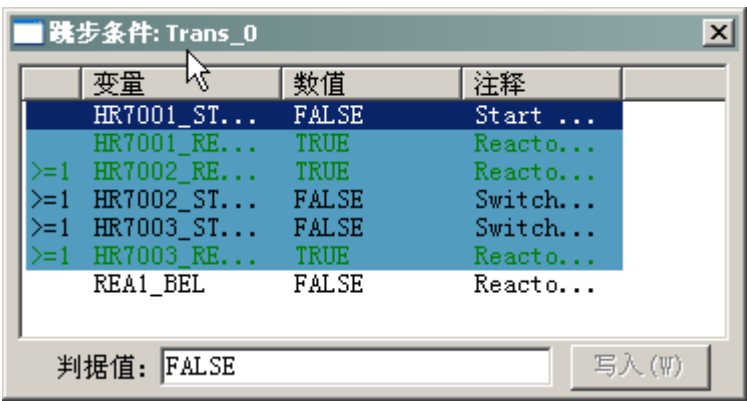 跳步条件: Trans_0
变量 数值 注释
HR7001_ST... FALSE Start ...
HR7001_RE... TRUE Reacto...
>=1 HR7002_RE... TRUE Reacto...
>=1 HR7002_ST... FALSE Switch...
>=1 HR7003_ST... FALSE Switch...
>=1 HR7003_RE... TRUE Reacto...
REA1_BEL FALSE Reacto...
判据值: FALSE 写入(W)